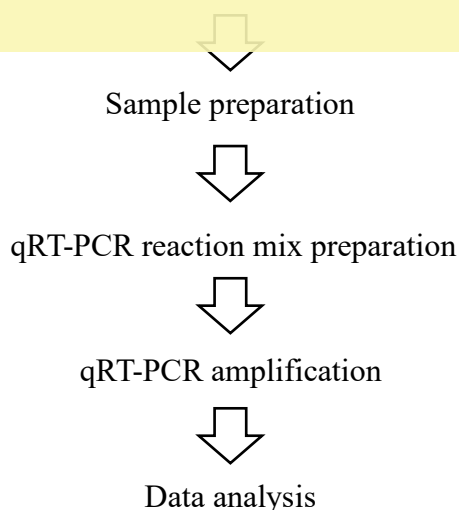 Sample preparation
qRT-PCR reaction mix preparation
qRT-PCR amplification
Data analysis